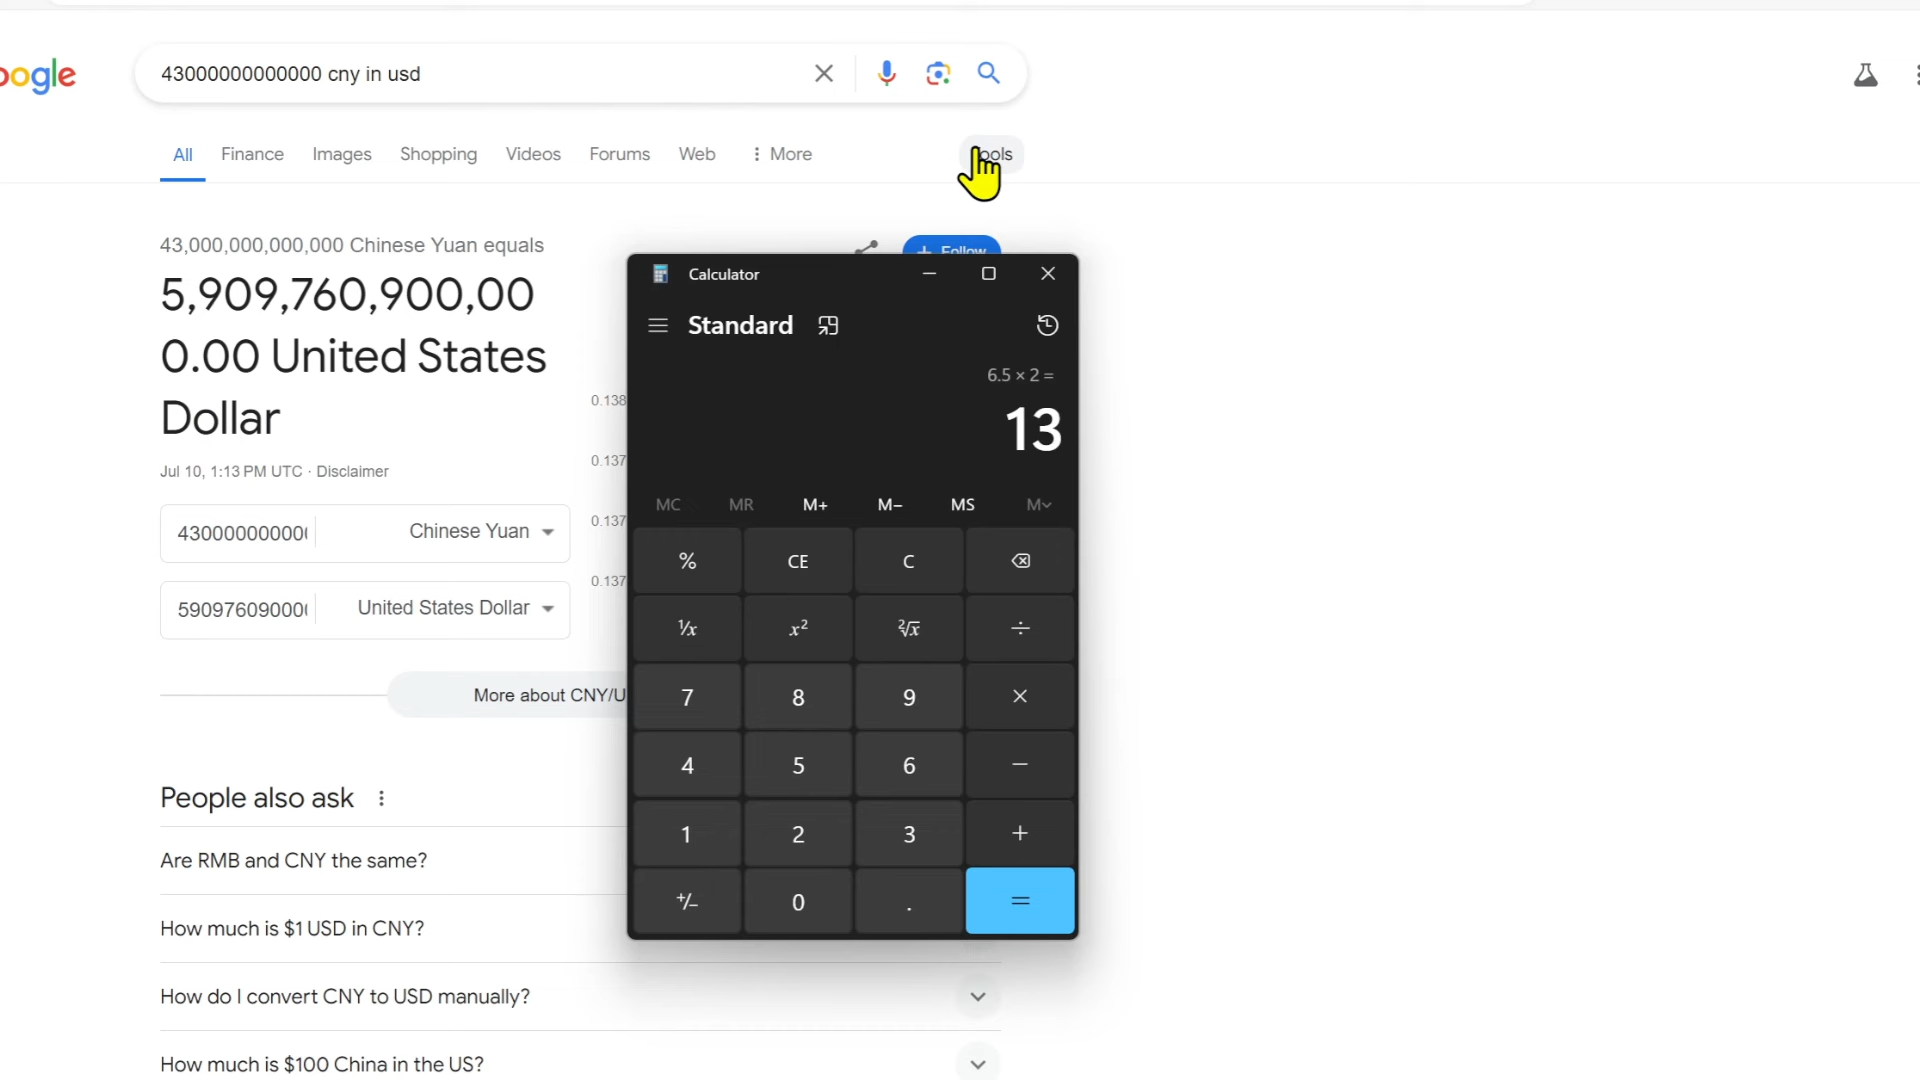 oogle
43000000000000 cny in usd
All Finance Images Shopping Videos Forums Web More
43,000,000,000,000 Chinese Yuan equals
5,909,760,900,00
0.00 United States
Dollar
Jul 10, 1:13 PM UTC · Disclaimer
Chinese Yuan
United States Dollar
More about CNY/U
0.138
0.137
0.137
0.137
Follow
Calculator
Standard
6.5 × 2 =
13
MC MR M+ M− MS M
% CE C
¹⁄x x² ²√x ÷
7 8 9 ×
4 5 6 −
1 2 3 +
+/− 0 . =
People also ask
Are RMB and CNY the same?
How much is $1 USD in CNY?
How do I convert CNY to USD manually?
How much is $100 China in the US?